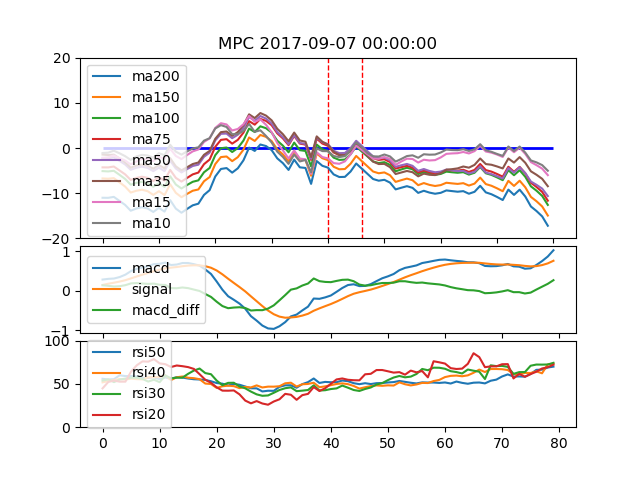 MPC 2017-09-07 00:00:00
20
10
0
−10
−20
ma200
ma150
ma100
ma75
ma50
ma35
ma15
ma10
1
0
−1
macd
signal
macd_diff
100
50
0
rsi50
rsi40
rsi30
rsi20
0 10 20 30 40 50 60 70 80